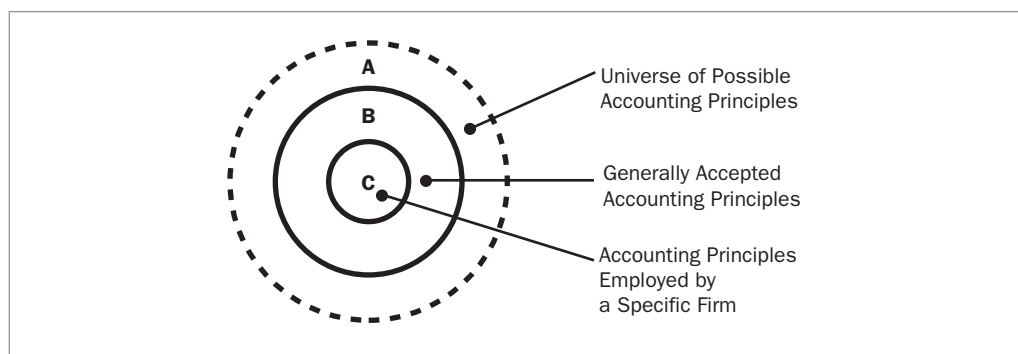 A
B
C
Universe of Possible
Accounting Principles
Generally Accepted
Accounting Principles
Accounting Principles
Employed by
a Specific Firm